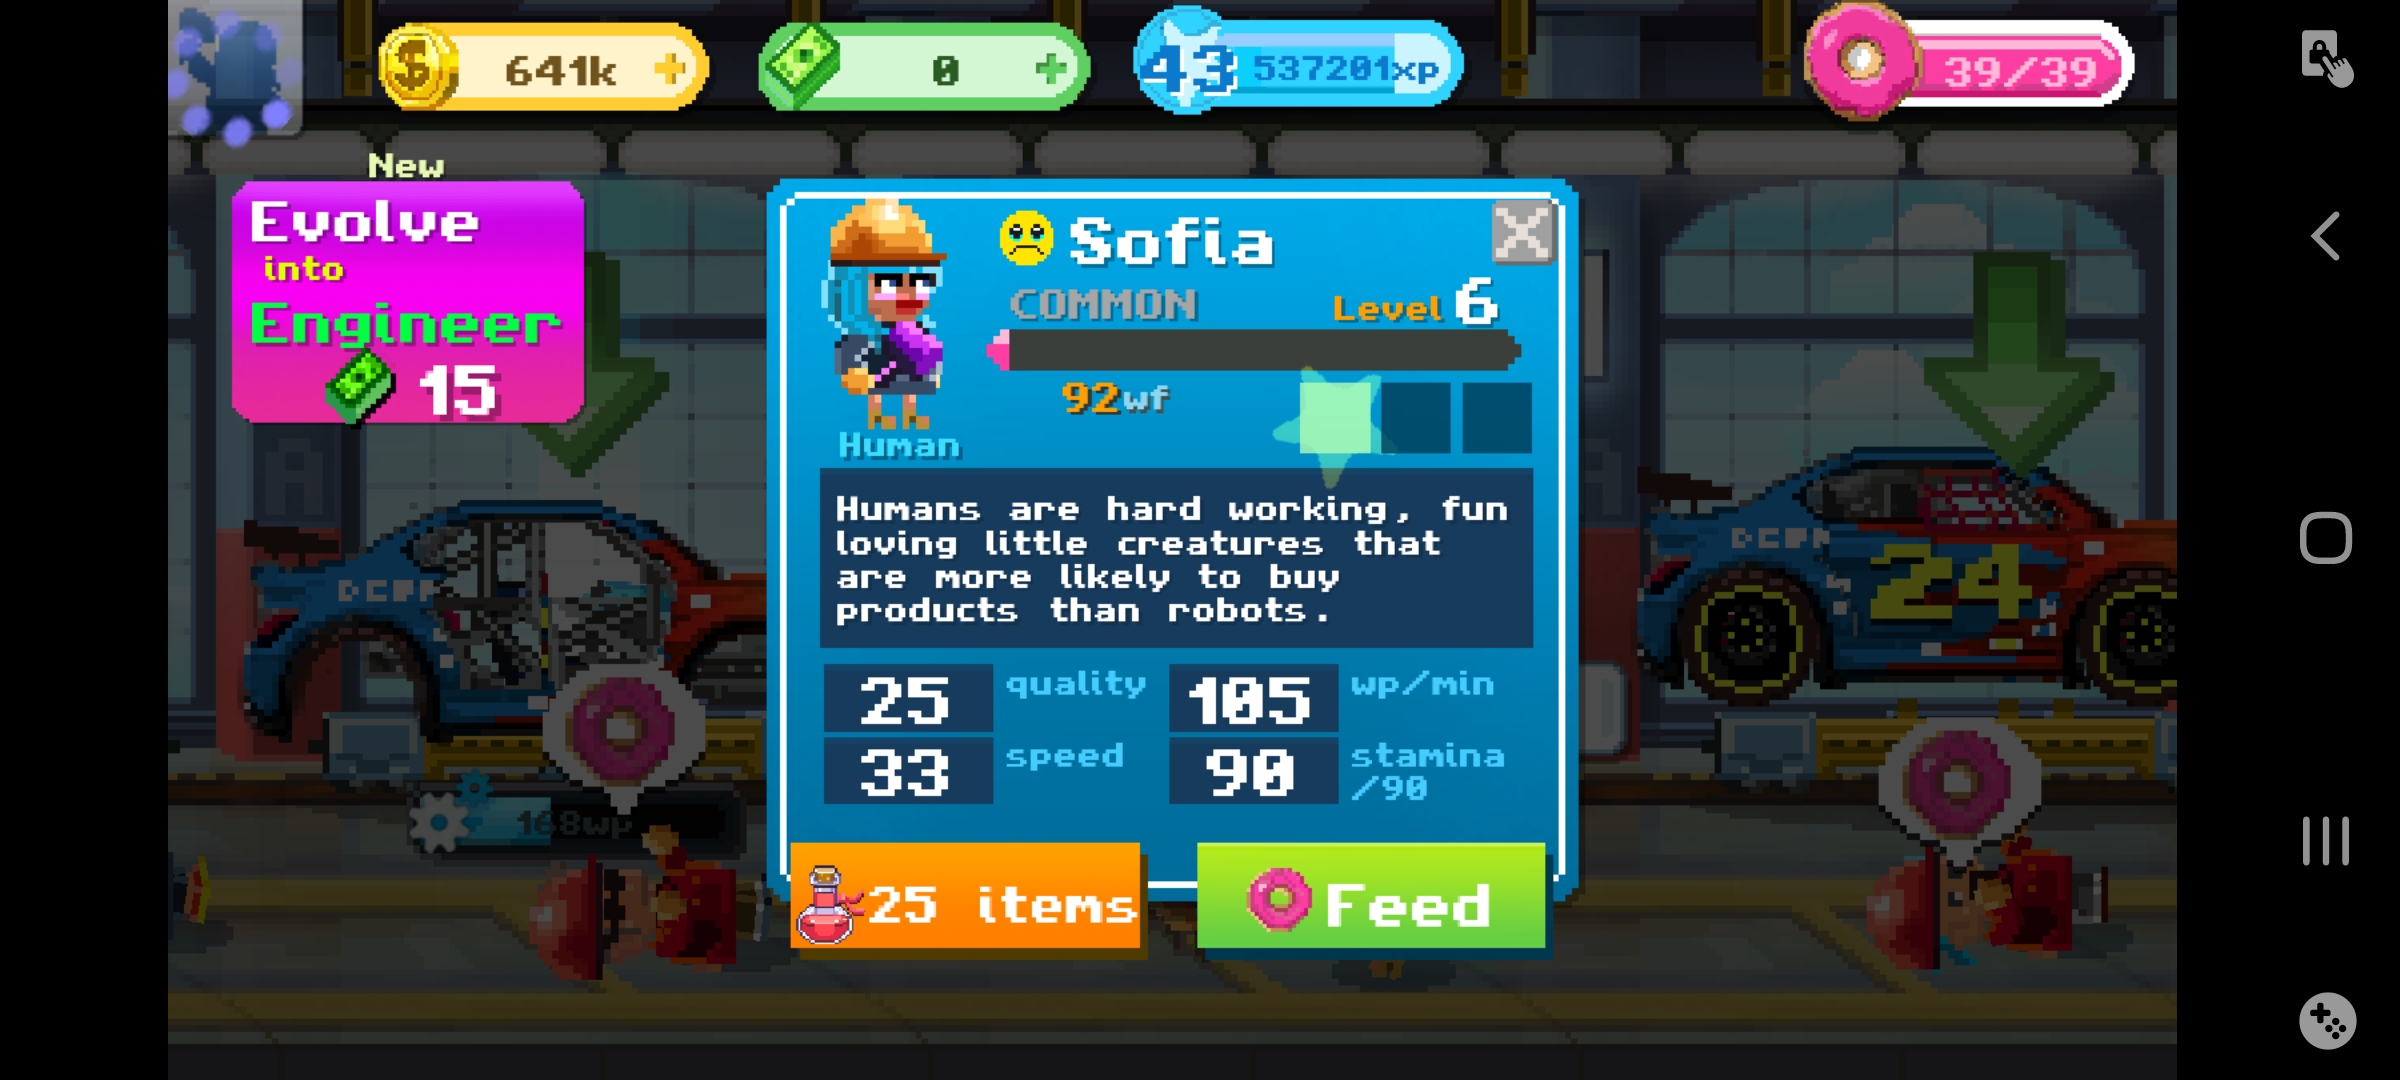 641k
0
43 537201xp
39/39
New
Evolve
into
Engineer
15
Sofia
COMMON
Level 6
92wf
Human
Humans are hard working, fun
loving little creatures that
are more likely to buy
products than robots.
25 quality
105 wp/min
33 speed
90 stamina
/90
25 items
Feed
168wp
24